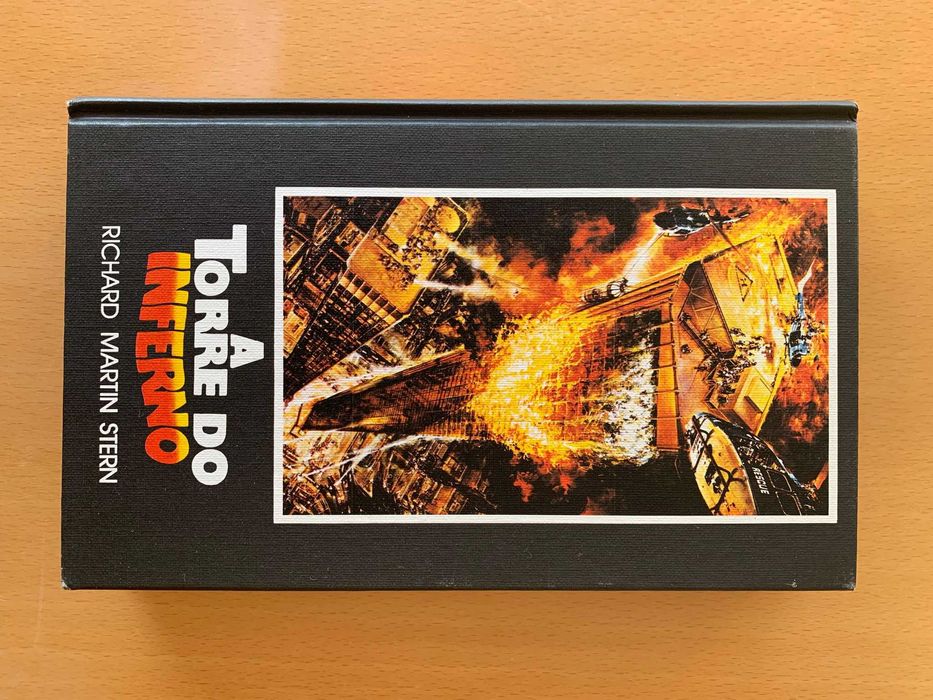 RESCUE
A
TORRE DO
INFERNO
RICHARD MARTIN STERN